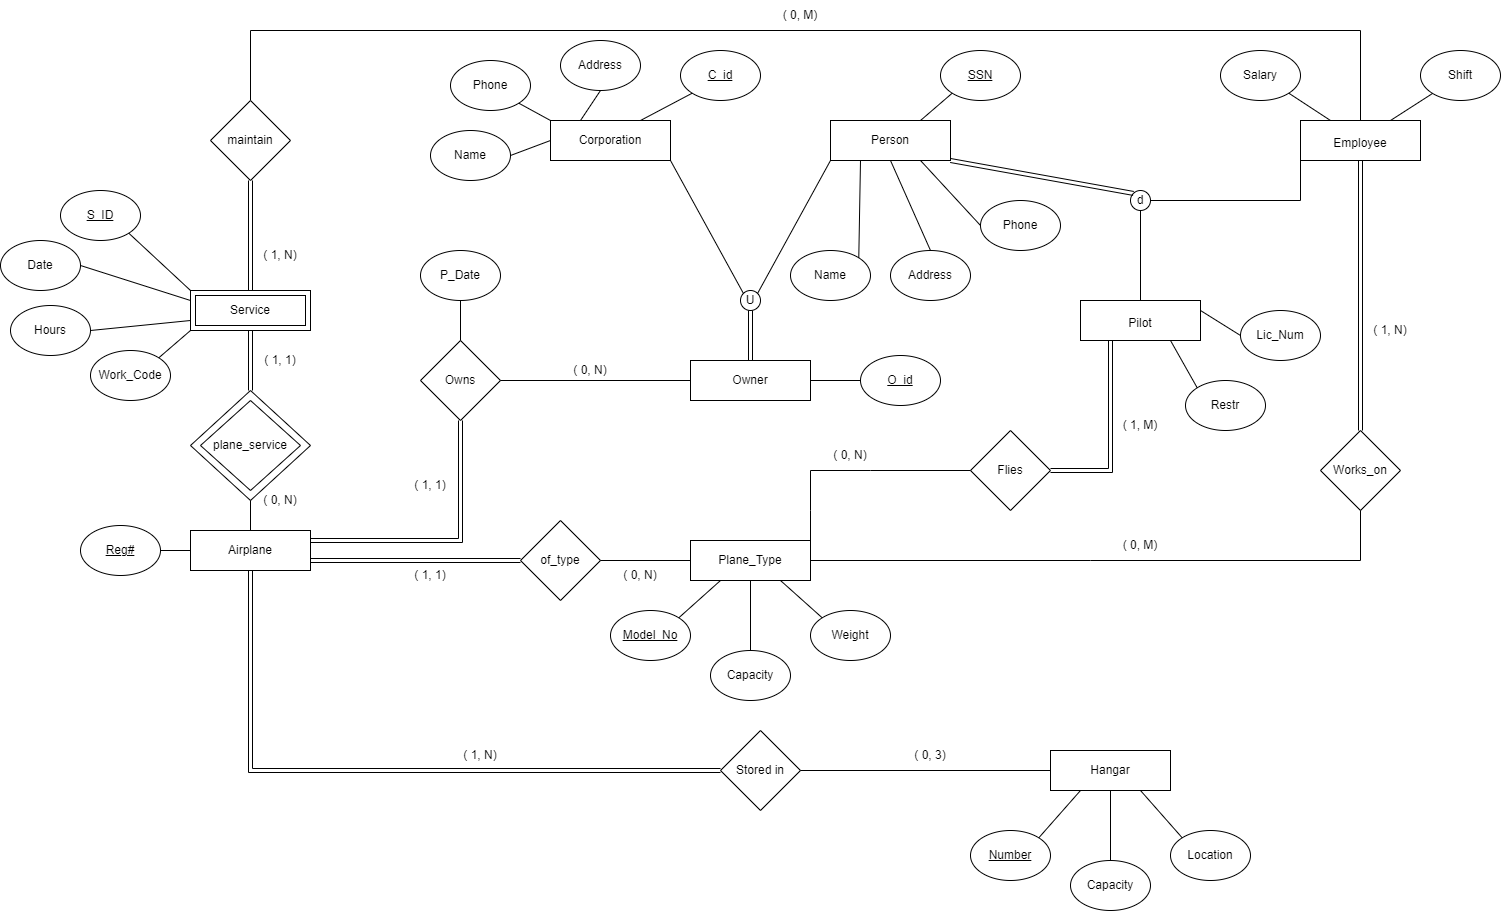 ( 0, M)
Address
Phone
C_id
SSN
Salary
Shift
maintain
Corporation
Person
Employee
Name
d
S_ID
Phone
( 1, N)
Date
P_Date
Name
Address
Service
U
Hours
Pilot
Lic_Num
( 1, N)
( 1, 1)
Work_Code
Owns
( 0, N)
Owner
O_id
Restr
plane_service
( 1, M)
( 0, N)
Flies
Works_on
( 1, 1)
( 0, N)
Reg#
Airplane
of_type
Plane_Type
( 0, M)
( 1, 1)
( 0, N)
Model_No
Weight
Capacity
( 1, N)
Stored in
( 0, 3)
Hangar
Number
Location
Capacity